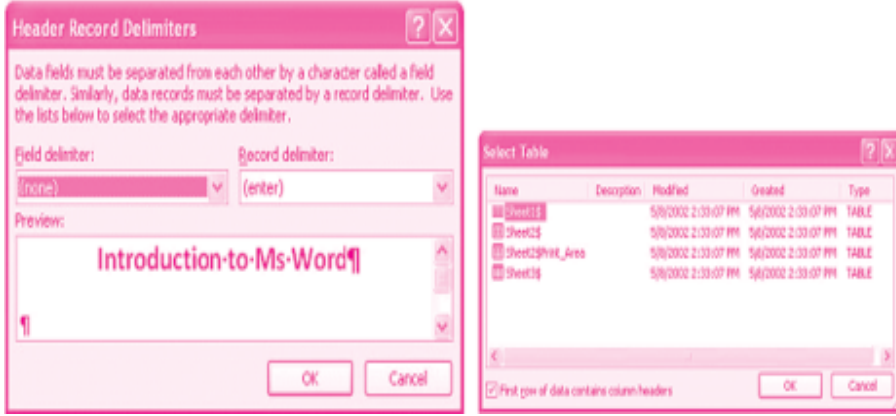 Header Record Delimiters
Data fields must be separated from each other by a character called a field
delimiter. Similarly, data records must be separated by a record delimiter. Use
the lists below to select the appropriate delimiter.
Field delimiter: Record delimiter:
(none) (enter)
Preview:
Introduction·to·Ms·Word¶
¶
OK Cancel
Select Table
Name Description Modified Created Type
Sheet1$ 5/8/2002 2:33:07 PM 5/8/2002 2:33:07 PM TABLE
Sheet2$ 5/8/2002 2:33:07 PM 5/8/2002 2:33:07 PM TABLE
Sheet2$Print_Area 5/8/2002 2:33:07 PM 5/8/2002 2:33:07 PM TABLE
Sheet3$ 5/8/2002 2:33:07 PM 5/8/2002 2:33:07 PM TABLE
First row of data contains column headers OK Cancel